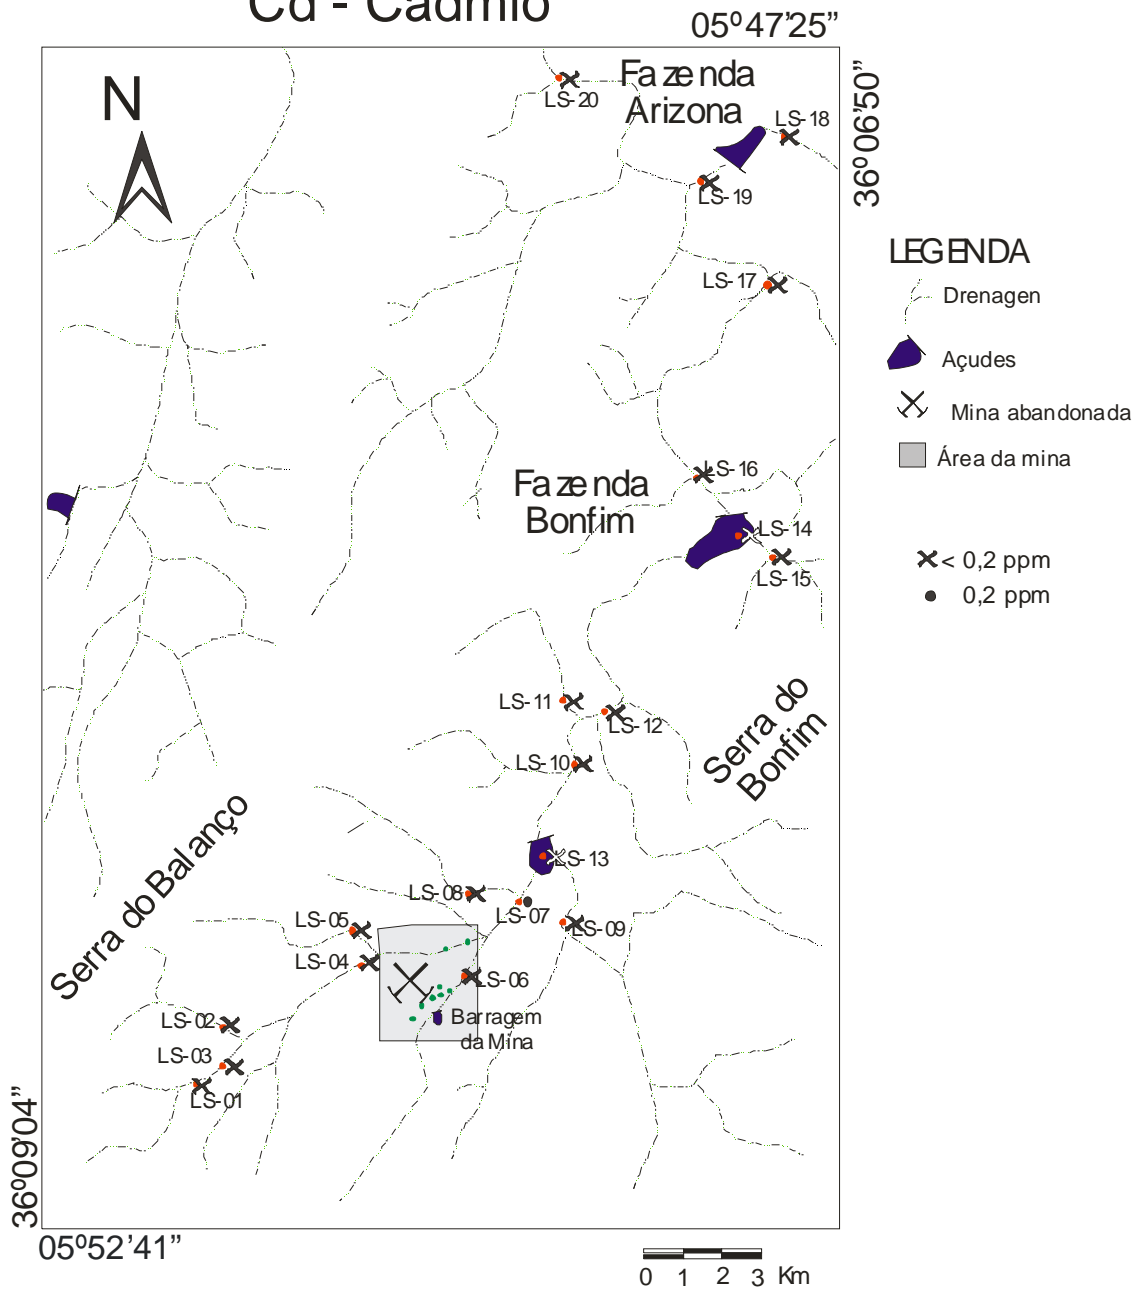 Cd - Cádmio
05º47'25”
N
Fazenda
Arizona
36º06'50”
LS-20
LS-18
LS-19
LS-17
LEGENDA
Drenagen
Açudes
Mina abandonada
Área da mina
< 0,2 ppm
0,2 ppm
LS-16
Fazenda
Bonfim
LS-14
LS-15
LS-11
LS-12
LS-10
Serra do
Bonfim
Serra do Balanço
LS-13
LS-08
LS-07
LS-05
LS-09
LS-04
LS-06
Barragem
da Mina
LS-02
LS-03
LS-01
36º09'04”
05º52'41”
0 1 2 3 Km